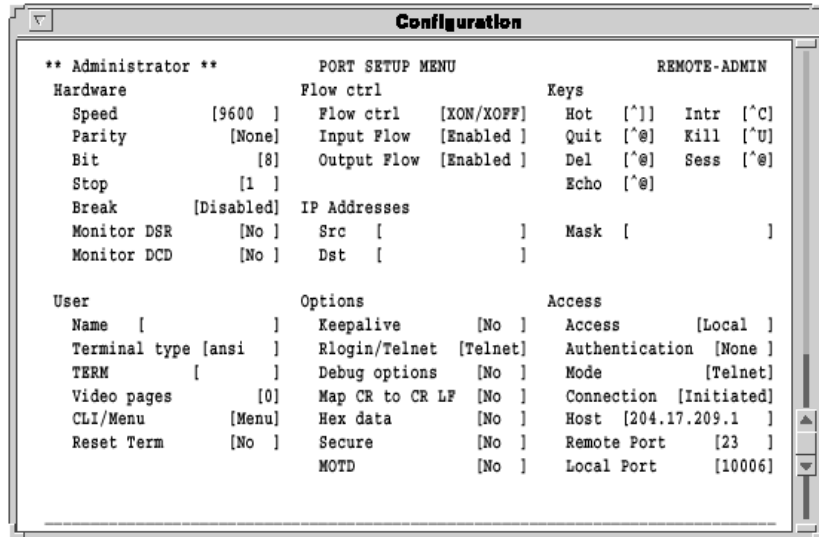 Configuration
** Administrator ** PORT SETUP MENU REMOTE-ADMIN
Hardware Flow ctrl Keys
Speed [9600 ] Flow ctrl [XON/XOFF] Hot [^]] Intr [^C]
Parity [None] Input Flow [Enabled ] Quit [^@] Kill [^U]
Bit [8] Output Flow [Enabled ] Del [^@] Sess [^@]
Stop [1 ] Echo [^@]
Break [Disabled] IP Addresses
Monitor DSR [No ] Src [ ] Mask [ ]
Monitor DCD [No ] Dst [ ]
User Options Access
Name [ ] Keepalive [No ] Access [Local ]
Terminal type [ansi ] Rlogin/Telnet [Telnet] Authentication [None ]
TERM [ ] Debug options [No ] Mode [Telnet]
Video pages [0] Map CR to CR LF [No ] Connection [Initiated]
CLI/Menu [Menu] Hex data [No ] Host [204.17.209.1 ]
Reset Term [No ] Secure [No ] Remote Port [23 ]
MOTD [No ] Local Port [10006]